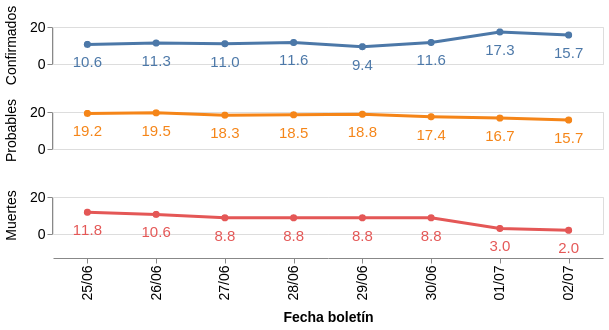 Confirmados
20
0
10.6 11.3 11.0 11.6 9.4 11.6 17.3 15.7
Probables
20
0
19.2 19.5 18.3 18.5 18.8 17.4 16.7 15.7
Muertes
20
0
11.8 10.6 8.8 8.8 8.8 8.8 3.0 2.0
25/06 26/06 27/06 28/06 29/06 30/06 01/07 02/07
Fecha boletín